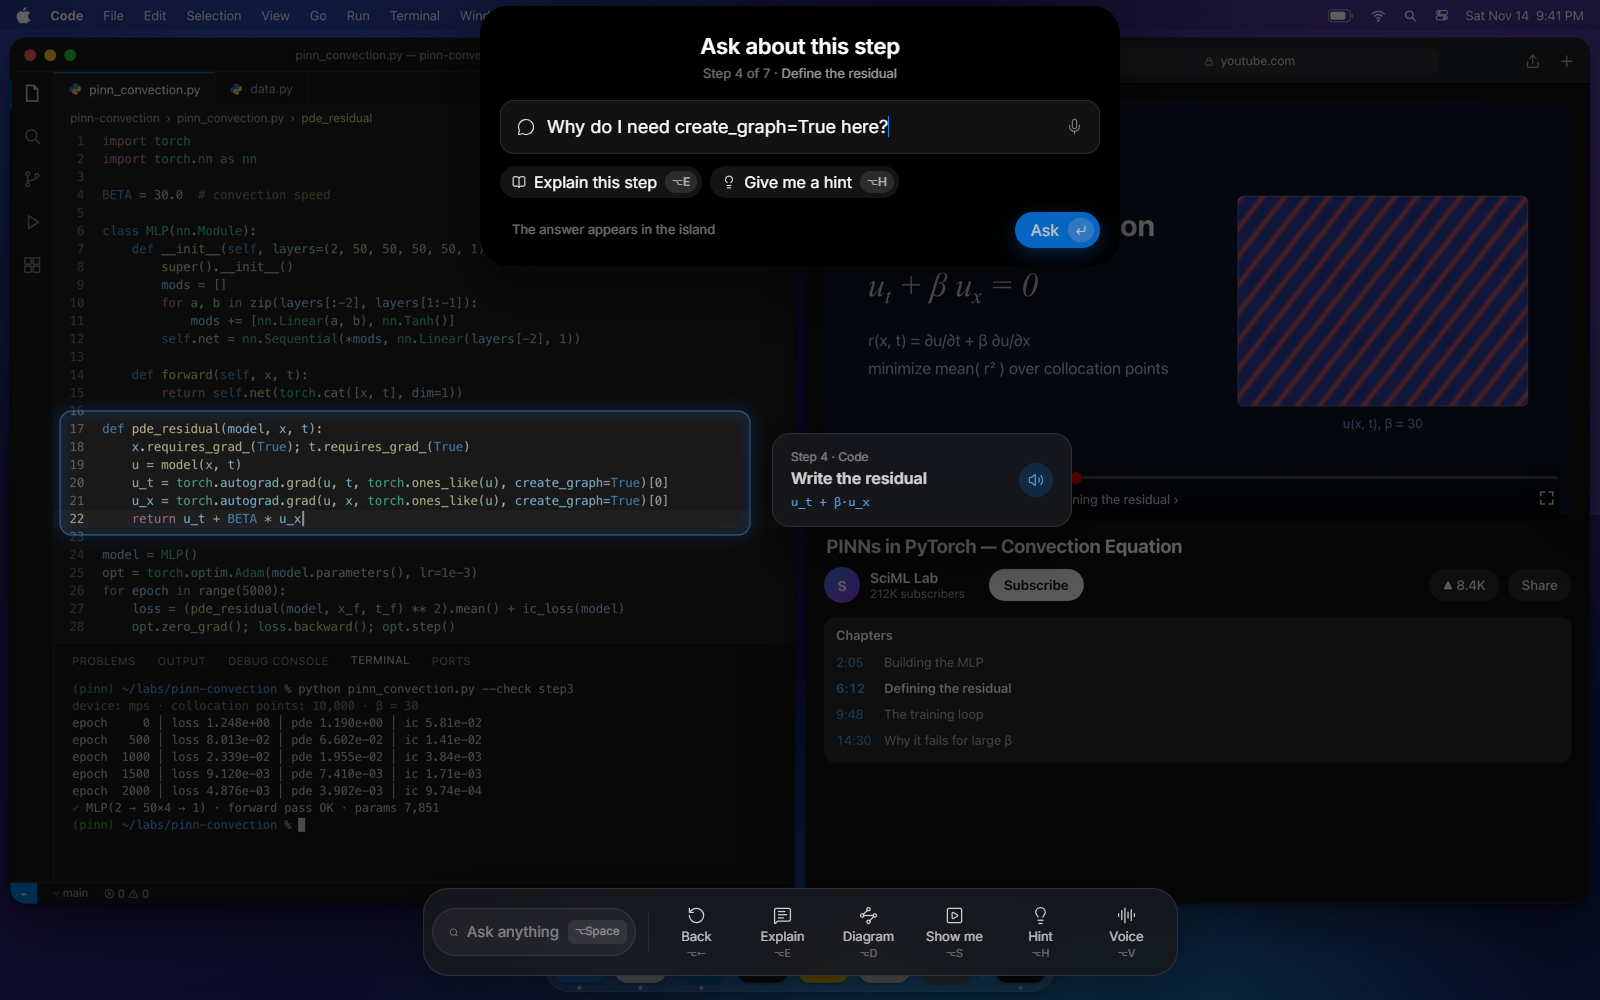 Code File Edit Selection View Go Run Terminal
Sat Nov 14 9:41 PM
Ask about this step
Step 4 of 7 · Define the residual
Why do I need create_graph=True here?
Explain this step ⌥E
Give me a hint ⌥H
The answer appears in the island
Ask
pinn_convection.py — pinn-conve
pinn_convection.py
data.py
pinn-convection › pinn_convection.py › pde_residual
1 import torch
2 import torch.nn as nn
3
4 BETA = 30.0 # convection speed
5
6 class MLP(nn.Module):
7 def __init__(self, layers=(2, 50, 50, 50, 50, 1)
8 super().__init__()
9 mods = []
10 for a, b in zip(layers[:-2], layers[1:-1]):
11 mods += [nn.Linear(a, b), nn.Tanh()]
12 self.net = nn.Sequential(*mods, nn.Linear(layers[-2], 1))
13
14 def forward(self, x, t):
15 return self.net(torch.cat([x, t], dim=1))
16
17 def pde_residual(model, x, t):
18 x.requires_grad_(True); t.requires_grad_(True)
19 u = model(x, t)
20 u_t = torch.autograd.grad(u, t, torch.ones_like(u), create_graph=True)[0]
21 u_x = torch.autograd.grad(u, x, torch.ones_like(u), create_graph=True)[0]
22 return u_t + BETA * u_x
23
24 model = MLP()
25 opt = torch.optim.Adam(model.parameters(), lr=1e-3)
26 for epoch in range(5000):
27 loss = (pde_residual(model, x_f, t_f) ** 2).mean() + ic_loss(model)
28 opt.zero_grad(); loss.backward(); opt.step()
PROBLEMS OUTPUT DEBUG CONSOLE TERMINAL PORTS
(pinn) ~/labs/pinn-convection % python pinn_convection.py --check step3
device: mps · collocation points: 10,000 · β = 30
epoch 0 │ loss 1.248e+00 │ pde 1.190e+00 │ ic 5.81e-02
epoch 500 │ loss 8.013e-02 │ pde 6.602e-02 │ ic 1.41e-02
epoch 1000 │ loss 2.339e-02 │ pde 1.955e-02 │ ic 3.84e-03
epoch 1500 │ loss 9.120e-03 │ pde 7.410e-03 │ ic 1.71e-03
epoch 2000 │ loss 4.876e-03 │ pde 3.902e-03 │ ic 9.74e-04
✓ MLP(2 → 50×4 → 1) · forward pass OK · params 7,851
(pinn) ~/labs/pinn-convection %
main 0 0
youtube.com
on
u_t + β u_x = 0
r(x, t) = ∂u/∂t + β ∂u/∂x
minimize mean( r² ) over collocation points
u(x, t), β = 30
Step 4 · Code
Write the residual
u_t + β·u_x
ning the residual ›
PINNs in PyTorch — Convection Equation
S
SciML Lab
212K subscribers
Subscribe
8.4K
Share
Chapters
2:05 Building the MLP
6:12 Defining the residual
9:48 The training loop
14:30 Why it fails for large β
Ask anything ⌥Space
Back ⌥←
Explain ⌥E
Diagram ⌥D
Show me ⌥S
Hint ⌥H
Voice ⌥V